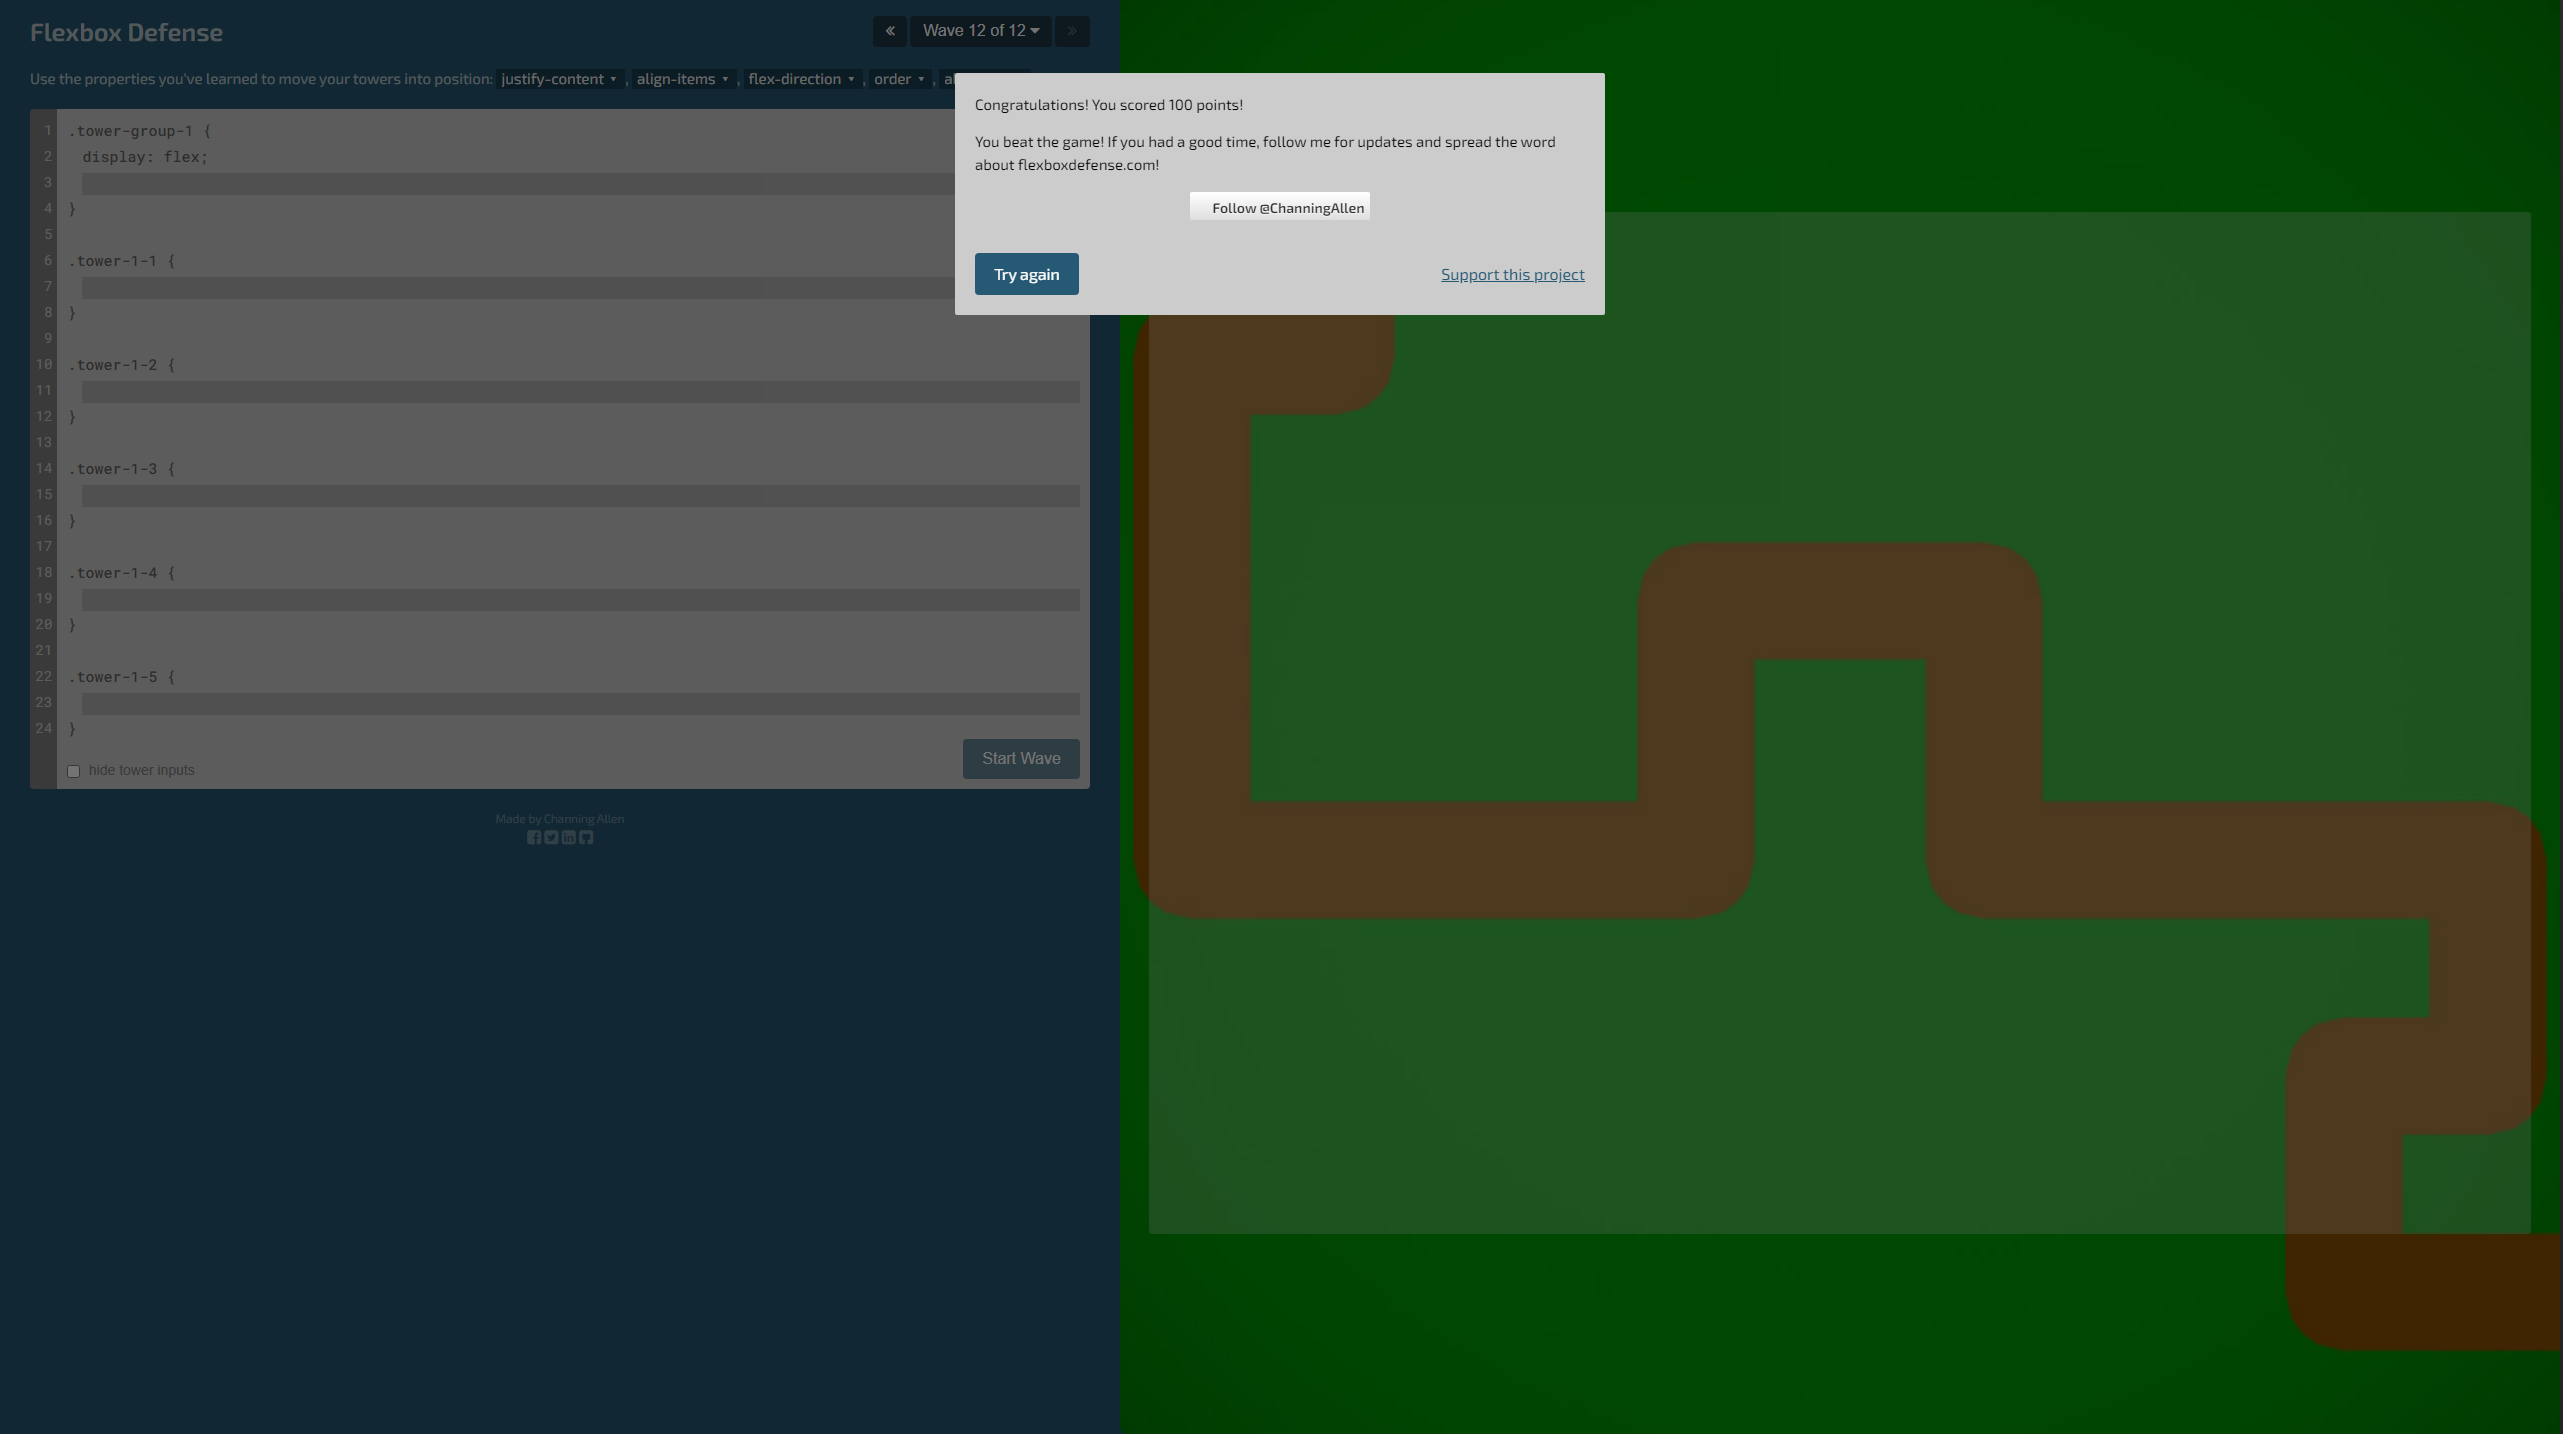 Flexbox Defense
« Wave 12 of 12 »
Use the properties you've learned to move your towers into position: justify-content , align-items , flex-direction , order ,
Congratulations! You scored 100 points!
You beat the game! If you had a good time, follow me for updates and spread the word
about flexboxdefense.com!
Follow @ChanningAllen
Try again
Support this project
1 .tower-group-1 {
2 display: flex;
3
4 }
5
6 .tower-1-1 {
7
8 }
9
10 .tower-1-2 {
11
12 }
13
14 .tower-1-3 {
15
16 }
17
18 .tower-1-4 {
19
20 }
21
22 .tower-1-5 {
23
24 }
hide tower inputs
Start Wave
Made by Channing Allen